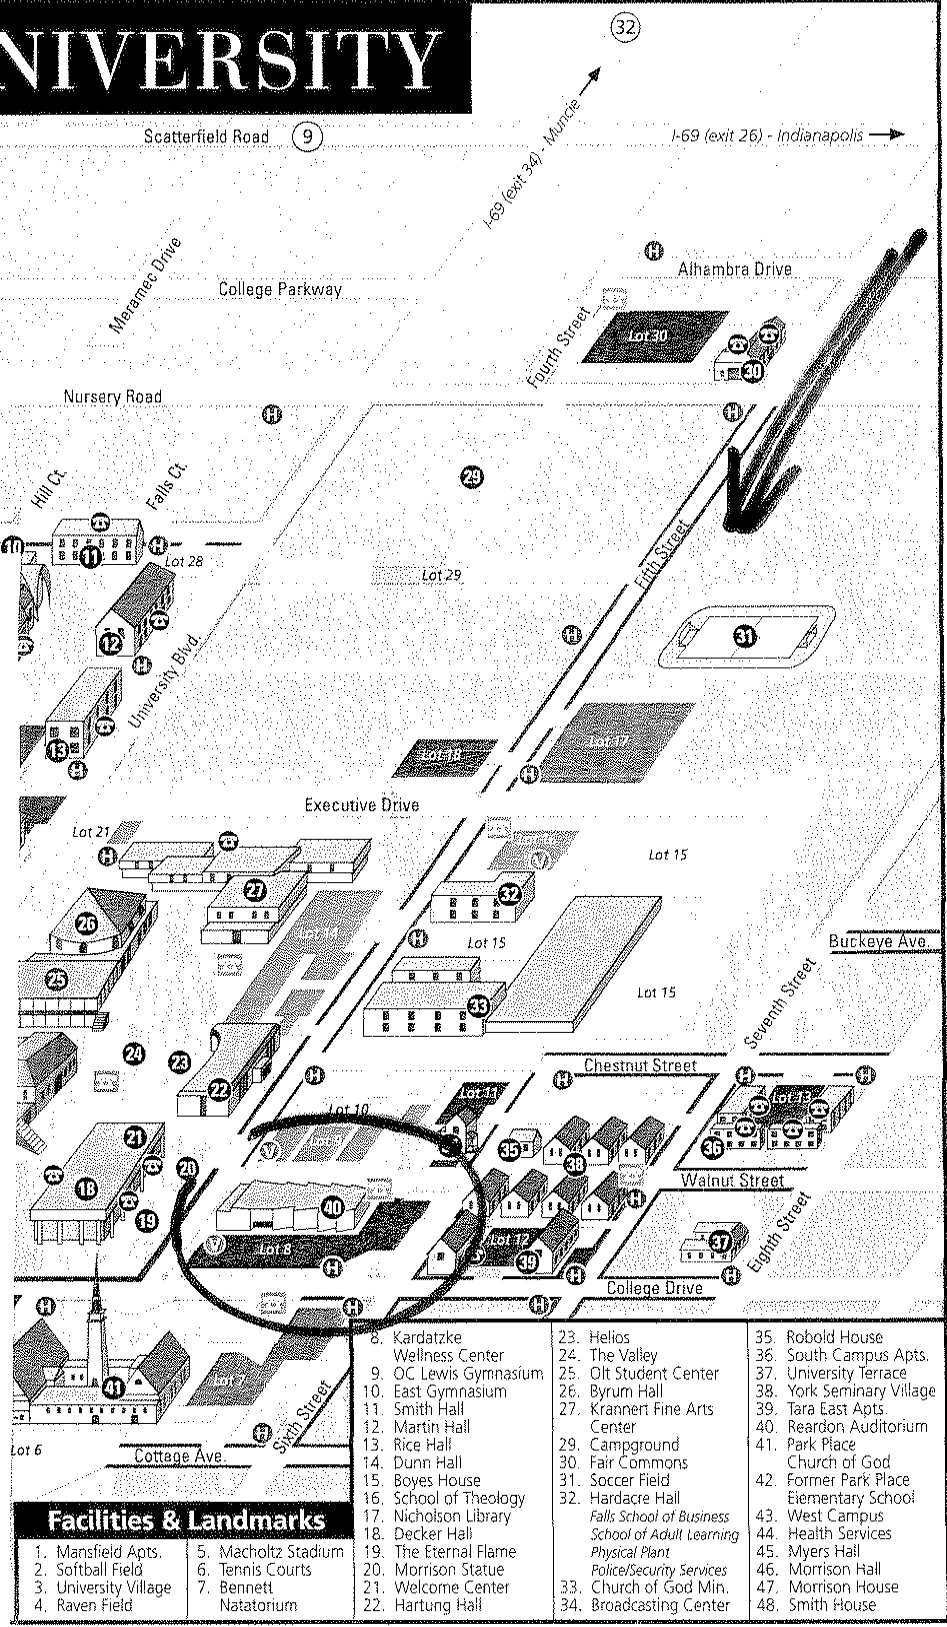 NIVERSITY
32
Scatterfield Road 9
I-69 (exit 34) - Muncie
I-69 (exit 26) - Indianapolis
Meramec Drive
College Parkway
Alhambra Drive
Fourth Street
Lot 30
30
Nursery Road
Hill Ct.
Falls Ct.
29
11
Lot 28
Lot 29
Fifth Street
12
31
University Blvd.
13
Lot 18
Lot 17
Executive Drive
Lot 21
Lot 15
27
32
26
Lot 15
Buckeye Ave.
25
33
Lot 15
Seventh Street
24
23
22
Chestnut Street
Lot 10
Lot 11
Lot 13
21
20
35
38
36
18
19
40
Walnut Street
Lot 8
Lot 12
39
37
Eighth Street
College Drive
41
Lot 7
Sixth Street
Lot 6
Cottage Ave.
Facilities & Landmarks
1. Mansfield Apts.
2. Softball Field
3. University Village
4. Raven Field
5. Macholtz Stadium
6. Tennis Courts
7. Bennett
Natatorium
8. Kardatzke
Wellness Center
9. OC Lewis Gymnasium
10. East Gymnasium
11. Smith Hall
12. Martin Hall
13. Rice Hall
14. Dunn Hall
15. Boyes House
16. School of Theology
17. Nicholson Library
18. Decker Hall
19. The Eternal Flame
20. Morrison Statue
21. Welcome Center
22. Hartung Hall
23. Helios
24. The Valley
25. Olt Student Center
26. Byrum Hall
27. Krannert Fine Arts
Center
29. Campground
30. Fair Commons
31. Soccer Field
32. Hardacre Hall
Falls School of Business
School of Adult Learning
Physical Plant
Police/Security Services
33. Church of God Min.
34. Broadcasting Center
35. Robold House
36. South Campus Apts.
37. University Terrace
38. York Seminary Village
39. Tara East Apts.
40. Reardon Auditorium
41. Park Place
Church of God
42. Former Park Place
Elementary School
43. West Campus
44. Health Services
45. Myers Hall
46. Morrison Hall
47. Morrison House
48. Smith House